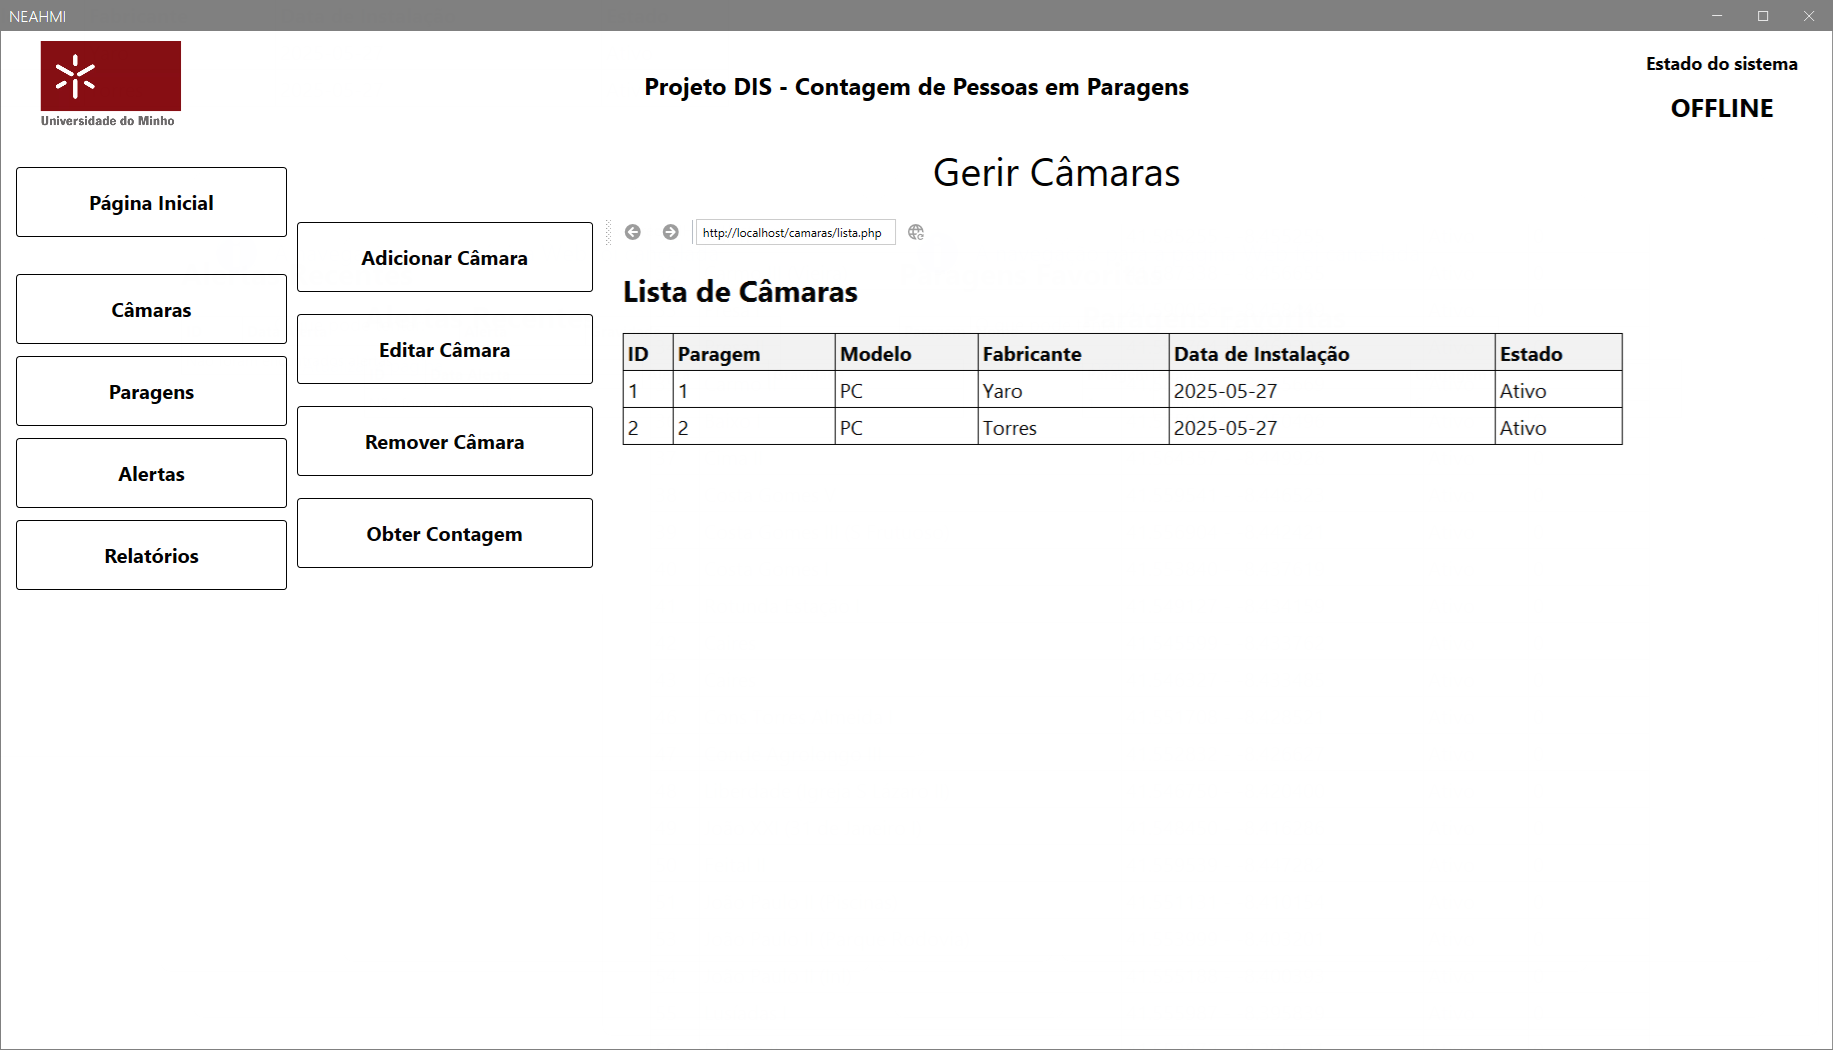 NEAHMI
Universidade do Minho
Projeto DIS - Contagem de Pessoas em Paragens
Estado do sistema
OFFLINE
Página Inicial
Câmaras
Paragens
Alertas
Relatórios
Adicionar Câmara
Editar Câmara
Remover Câmara
Obter Contagem
Gerir Câmaras
http://localhost/camaras/lista.php
Lista de Câmaras
ID Paragem Modelo Fabricante Data de Instalação Estado
1 1 PC Yaro 2025-05-27 Ativo
2 2 PC Torres 2025-05-27 Ativo